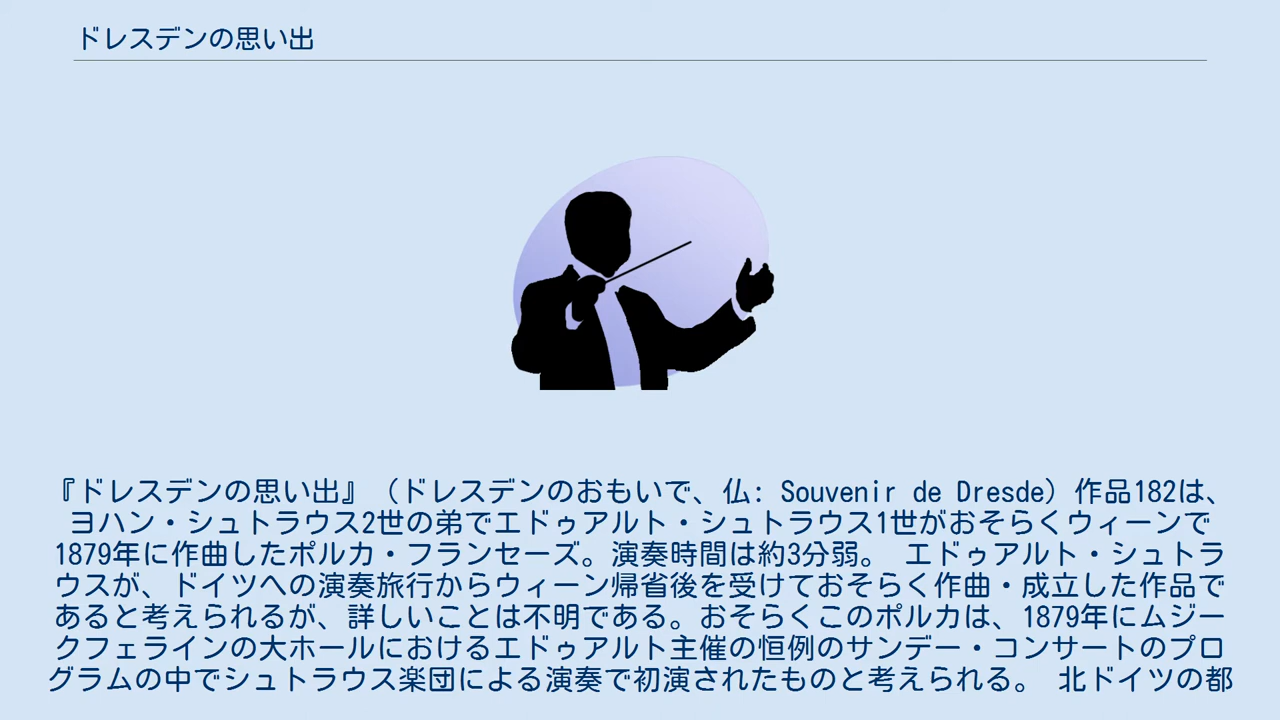 ドレスデンの思い出
『ドレスデンの思い出』（ドレスデンのおもいで、仏: Souvenir de Dresde）作品182は、
ヨハン・シュトラウス2世の弟でエドゥアルト・シュトラウス1世がおそらくウィーンで
1879年に作曲したポルカ・フランセーズ。演奏時間は約3分弱。 エドゥアルト・シュトラ
ウスが、ドイツへの演奏旅行からウィーン帰省後を受けておそらく作曲・成立した作品で
あると考えられるが、詳しいことは不明である。おそらくこのポルカは、1879年にムジー
クフェラインの大ホールにおけるエドゥアルト主催の恒例のサンデー・コンサートのプロ
グラムの中でシュトラウス楽団による演奏で初演されたものと考えられる。 北ドイツの都